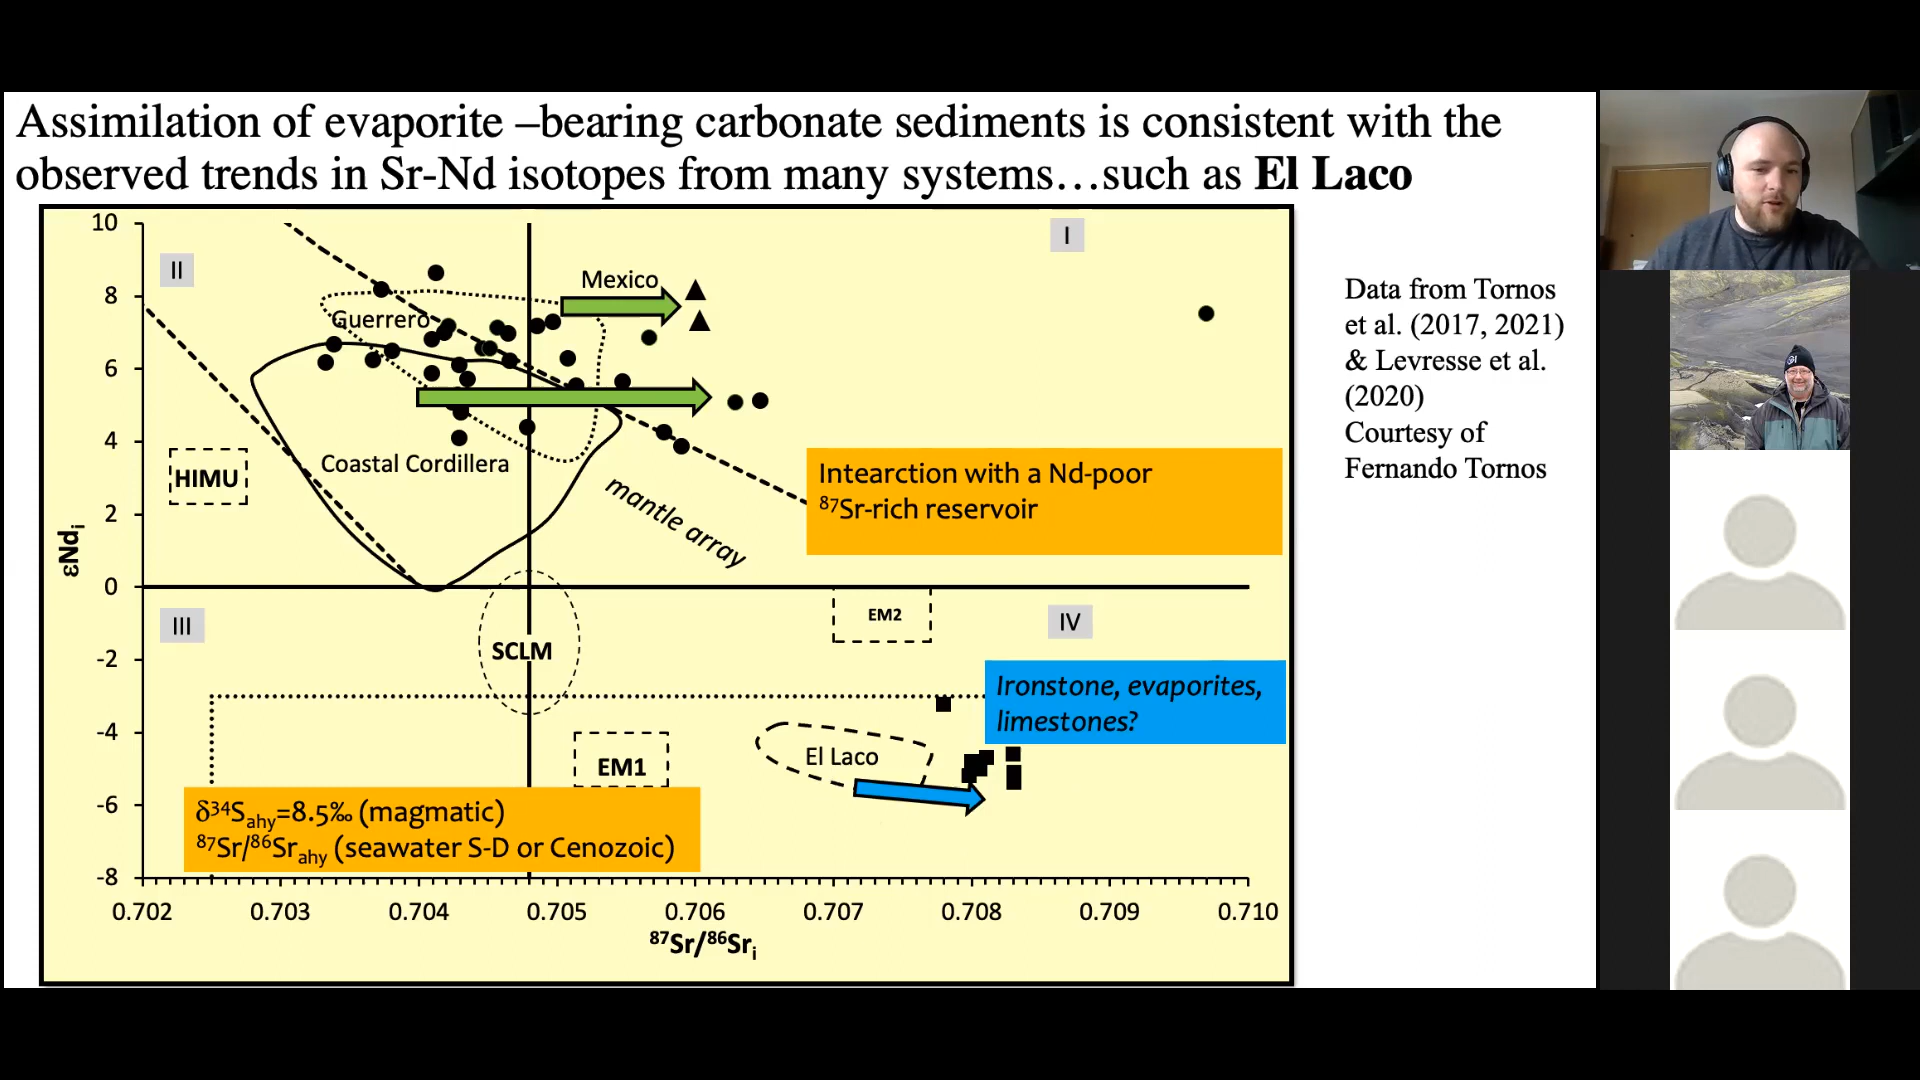 Assimilation of evaporite –bearing carbonate sediments is consistent with the
observed trends in Sr-Nd isotopes from many systems…such as El Laco
10
8
6
4
2
0
-2
-4
-6
-8
εNdᵢ
0.702
0.703
0.704
0.705
0.706
0.707
0.708
0.709
0.710
⁸⁷Sr/⁸⁶Srᵢ
I
II
III
IV
Mexico
Guerrero
Coastal Cordillera
HIMU
mantle array
Intearction with a Nd-poor
⁸⁷Sr-rich reservoir
EM2
SCLM
Ironstone, evaporites,
limestones?
EM1
El Laco
δ³⁴Sahy=8.5‰ (magmatic)
⁸⁷Sr/⁸⁶Srahy (seawater S-D or Cenozoic)
Data from Tornos
et al. (2017, 2021)
& Levresse et al.
(2020)
Courtesy of
Fernando Tornos